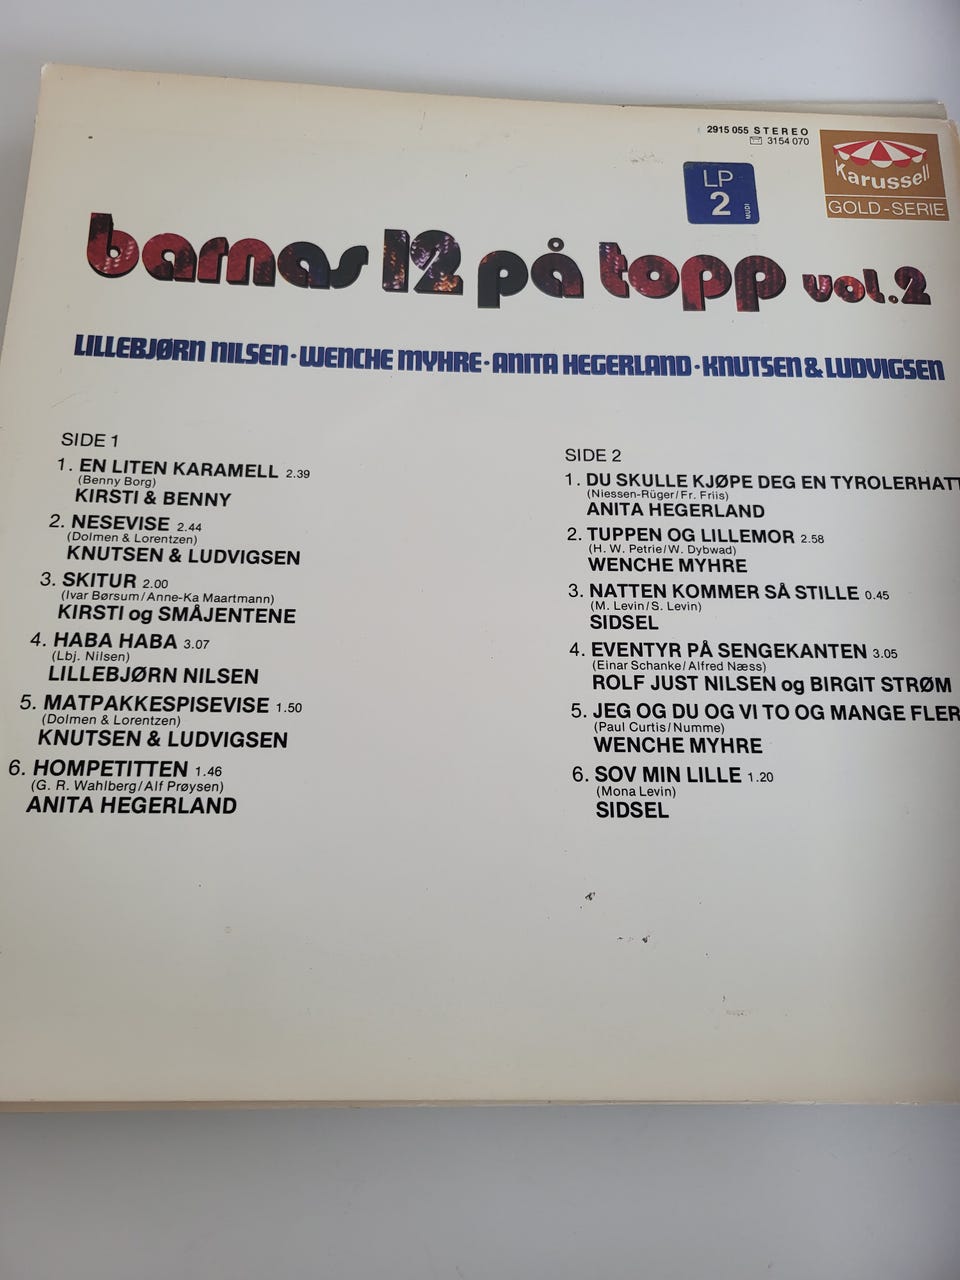 2915 055 STEREO
3154 070
Karussell
GOLD-SERIE
LP
2
MUDI
barnas 12 på topp vol.2
LILLEBJØRN NILSEN·WENCHE MYHRE·ANITA HEGERLAND·KNUTSEN & LUDVIGSEN
SIDE 1
1. EN LITEN KARAMELL 2.39
(Benny Borg)
KIRSTI & BENNY
2. NESEVISE 2.44
(Dolmen & Lorentzen)
KNUTSEN & LUDVIGSEN
3. SKITUR 2.00
(Ivar Børsum/Anne-Ka Maartmann)
KIRSTI og SMÅJENTENE
4. HABA HABA 3.07
(Lbj. Nilsen)
LILLEBJØRN NILSEN
5. MATPAKKESPISEVISE 1.50
(Dolmen & Lorentzen)
KNUTSEN & LUDVIGSEN
6. HOMPETITTEN 1.46
(G. R. Wahlberg/Alf Prøysen)
ANITA HEGERLAND
SIDE 2
1. DU SKULLE KJØPE DEG EN TYROLERHATT
(Niessen-Rüger/Fr. Friis)
ANITA HEGERLAND
2. TUPPEN OG LILLEMOR 2.58
(H. W. Petrie/W. Dybwad)
WENCHE MYHRE
3. NATTEN KOMMER SÅ STILLE 0.45
(M. Levin/S. Levin)
SIDSEL
4. EVENTYR PÅ SENGEKANTEN 3.05
(Einar Schanke/Alfred Næss)
ROLF JUST NILSEN og BIRGIT STRØM
5. JEG OG DU OG VI TO OG MANGE FLER
(Paul Curtis/Numme)
WENCHE MYHRE
6. SOV MIN LILLE 1.20
(Mona Levin)
SIDSEL